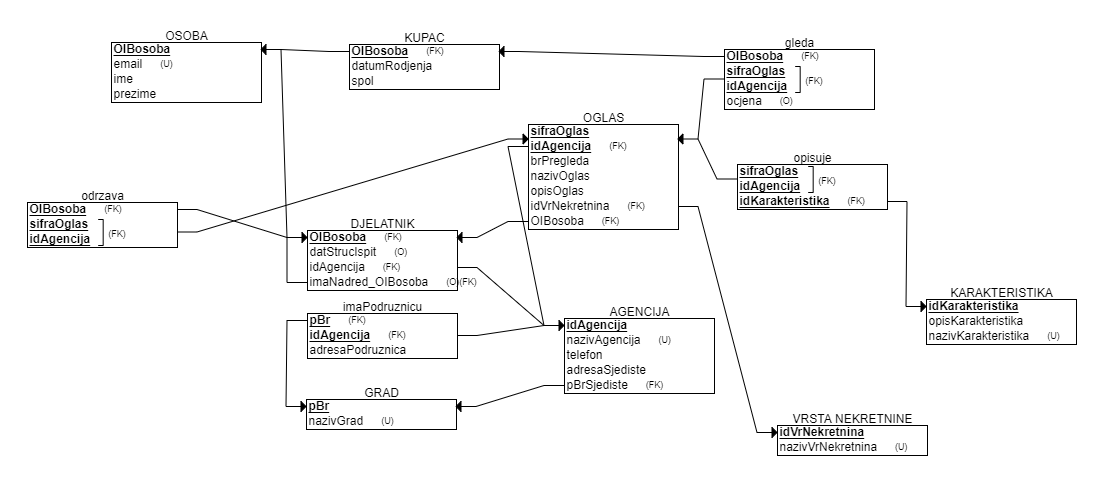 OSOBA
OIBosoba
email (U)
ime
prezime
KUPAC
OIBosoba (FK)
datumRodjenja
spol
gleda
OIBosoba (FK)
sifraOglas
idAgencija (FK)
ocjena (O)
OGLAS
sifraOglas
idAgencija (FK)
brPregleda
nazivOglas
opisOglas
idVrNekretnina (FK)
OIBosoba (FK)
opisuje
sifraOglas
idAgencija (FK)
idKarakteristika (FK)
odrzava
OIBosoba (FK)
sifraOglas
idAgencija (FK)
DJELATNIK
OIBosoba (FK)
datStrucIspit (O)
idAgencija (FK)
imaNadred_OIBosoba (O)(FK)
imaPodruznicu
pBr (FK)
idAgencija (FK)
adresaPodruznica
AGENCIJA
idAgencija
nazivAgencija (U)
telefon
adresaSjediste
pBrSjediste (FK)
KARAKTERISTIKA
idKarakteristika
opisKarakteristika
nazivKarakteristika (U)
GRAD
pBr
nazivGrad (U)
VRSTA NEKRETNINE
idVrNekretnina
nazivVrNekretnina (U)